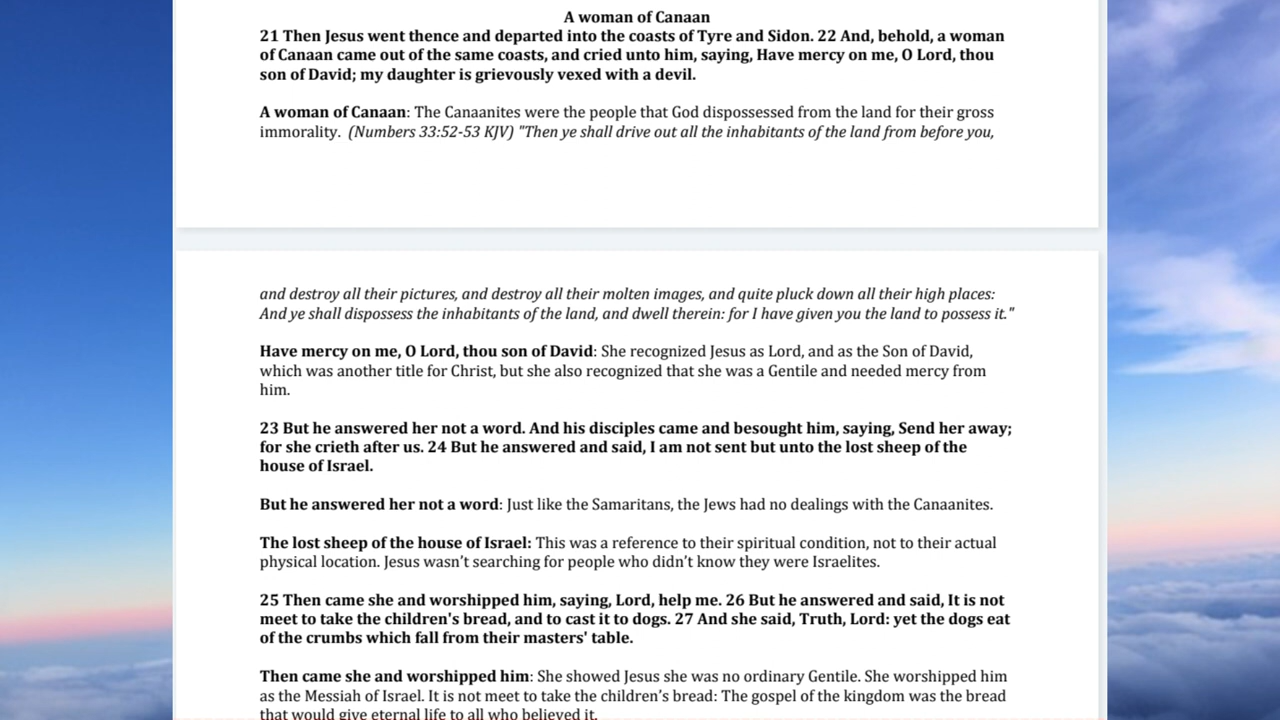 A woman of Canaan
21 Then Jesus went thence and departed into the coasts of Tyre and Sidon. 22 And, behold, a woman
of Canaan came out of the same coasts, and cried unto him, saying, Have mercy on me, O Lord, thou
son of David; my daughter is grievously vexed with a devil.
A woman of Canaan: The Canaanites were the people that God dispossessed from the land for their gross
immorality. (Numbers 33:52-53 KJV) "Then ye shall drive out all the inhabitants of the land from before you,
and destroy all their pictures, and destroy all their molten images, and quite pluck down all their high places:
And ye shall dispossess the inhabitants of the land, and dwell therein: for I have given you the land to possess it."
Have mercy on me, O Lord, thou son of David: She recognized Jesus as Lord, and as the Son of David,
which was another title for Christ, but she also recognized that she was a Gentile and needed mercy from
him.
23 But he answered her not a word. And his disciples came and besought him, saying, Send her away;
for she crieth after us. 24 But he answered and said, I am not sent but unto the lost sheep of the
house of Israel.
But he answered her not a word: Just like the Samaritans, the Jews had no dealings with the Canaanites.
The lost sheep of the house of Israel: This was a reference to their spiritual condition, not to their actual
physical location. Jesus wasn't searching for people who didn't know they were Israelites.
25 Then came she and worshipped him, saying, Lord, help me. 26 But he answered and said, It is not
meet to take the children's bread, and to cast it to dogs. 27 And she said, Truth, Lord: yet the dogs eat
of the crumbs which fall from their masters' table.
Then came she and worshipped him: She showed Jesus she was no ordinary Gentile. She worshipped him
as the Messiah of Israel. It is not meet to take the children's bread: The gospel of the kingdom was the bread
that would give eternal life to all who believed it.